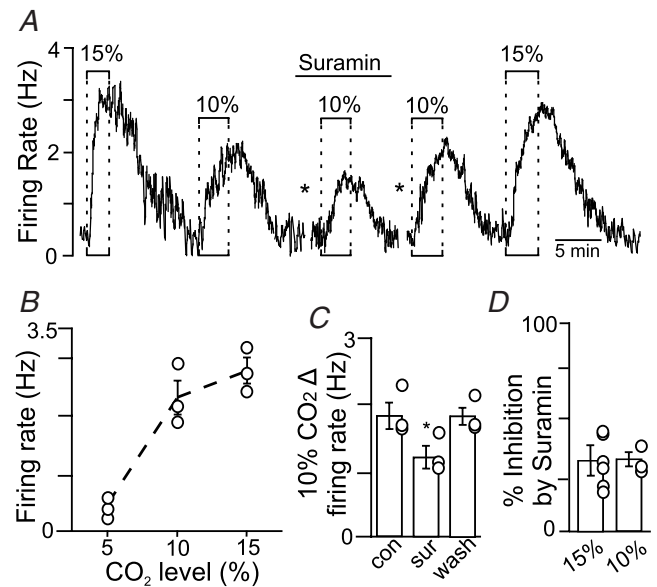 A
4
2
0
Firing Rate (Hz)
15%
10%
Suramin
10%
10%
15%
*
*
5 min
B
3.5
0
Firing rate (Hz)
5
10
15
CO₂ level (%)
C
3
0
10% CO₂ Δ
firing rate (Hz)
*
con
sur
wash
D
100
0
% Inhibition
by Suramin
15%
10%